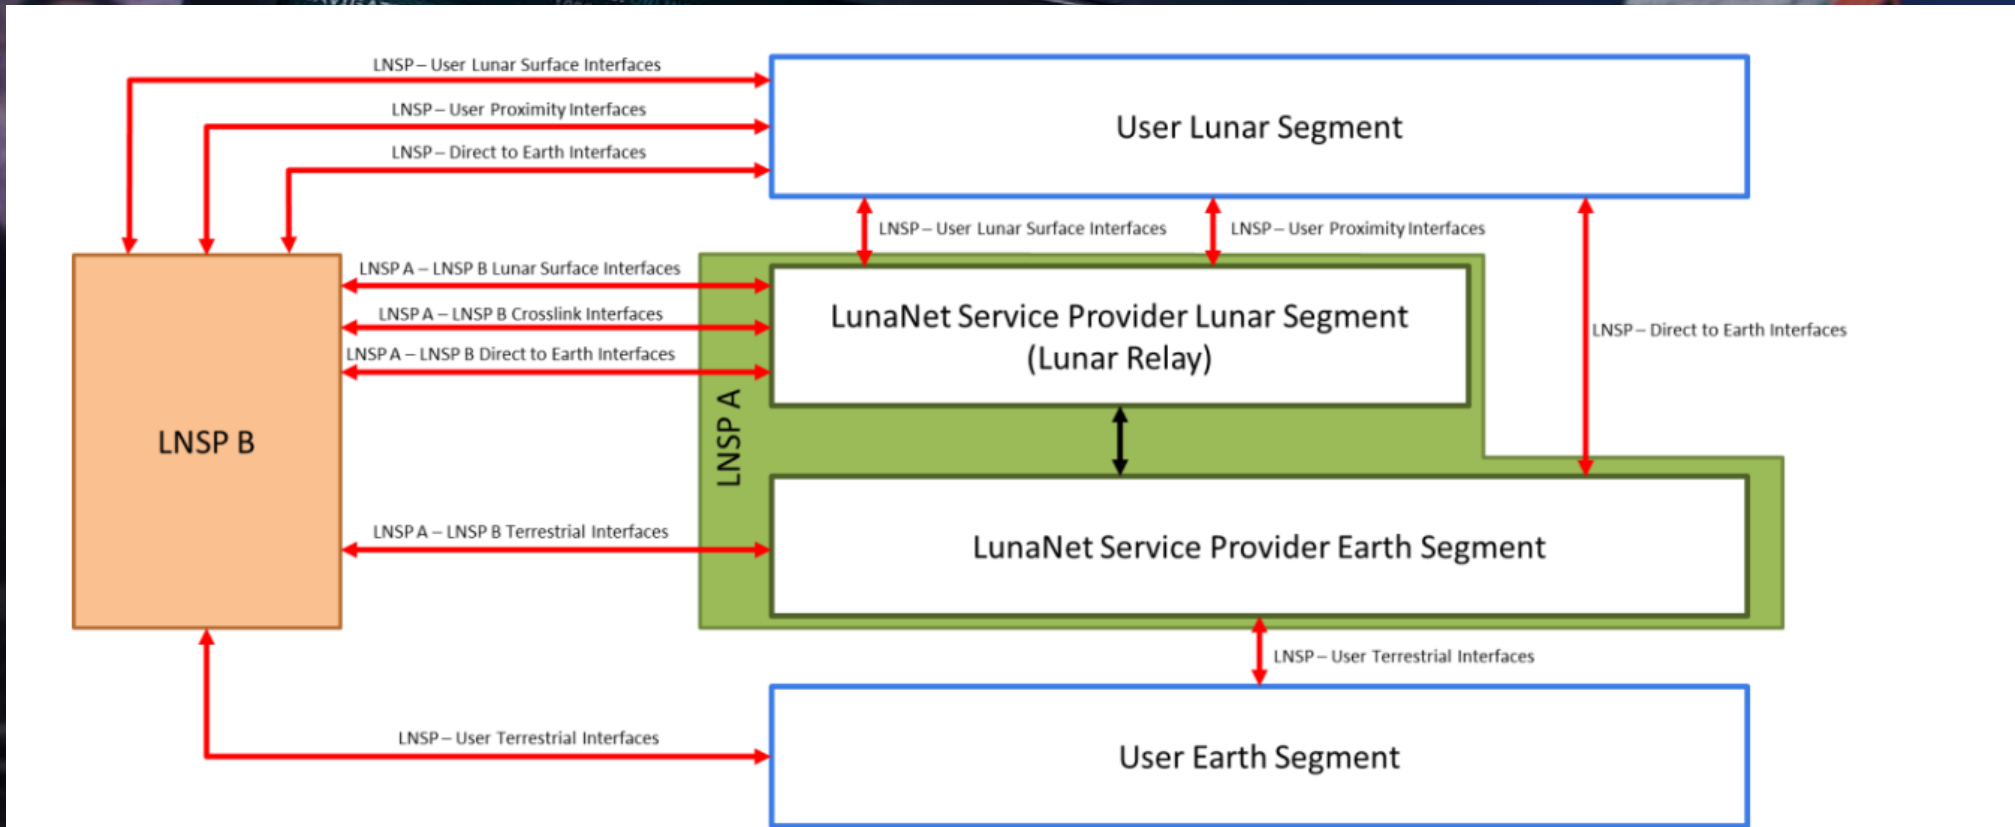 LNSP – User Lunar Surface Interfaces
LNSP – User Proximity Interfaces
LNSP – Direct to Earth Interfaces
User Lunar Segment
LNSP – User Lunar Surface Interfaces
LNSP – User Proximity Interfaces
LNSP – Direct to Earth Interfaces
LNSP A – LNSP B Lunar Surface Interfaces
LNSP A – LNSP B Crosslink Interfaces
LNSP A – LNSP B Direct to Earth Interfaces
LunaNet Service Provider Lunar Segment
(Lunar Relay)
LNSP A
LNSP B
LNSP A – LNSP B Terrestrial Interfaces
LunaNet Service Provider Earth Segment
LNSP – User Terrestrial Interfaces
LNSP – User Terrestrial Interfaces
User Earth Segment